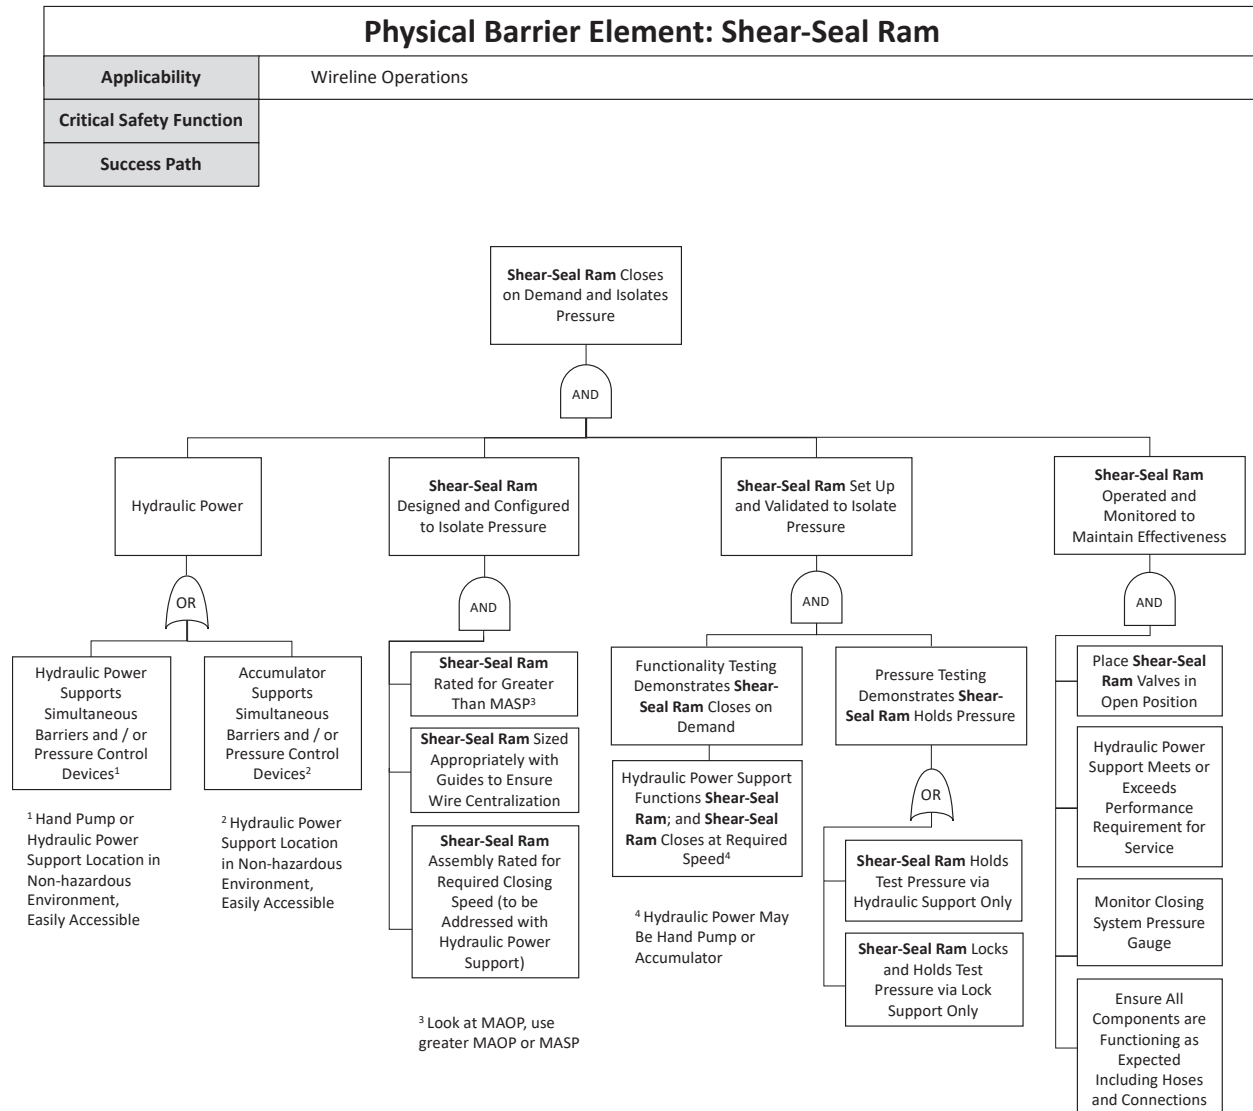 Physical Barrier Element: Shear-Seal Ram
Applicability
Wireline Operations
Critical Safety Function
Success Path
Shear-Seal Ram Closes
on Demand and Isolates
Pressure
AND
Hydraulic Power
Shear-Seal Ram
Designed and Configured
to Isolate Pressure
Shear-Seal Ram Set Up
and Validated to Isolate
Pressure
Shear-Seal Ram
Operated and
Monitored to
Maintain Effectiveness
OR
AND
AND
AND
Hydraulic Power
Supports
Simultaneous
Barriers and / or
Pressure Control
Devices1
Accumulator
Supports
Simultaneous
Barriers and / or
Pressure Control
Devices2
1 Hand Pump or
Hydraulic Power
Support Location in
Non-hazardous
Environment,
Easily Accessible
2 Hydraulic Power
Support Location
in Non-hazardous
Environment,
Easily Accessible
Shear-Seal Ram
Rated for Greater
Than MASP3
Shear-Seal Ram Sized
Appropriately with
Guides to Ensure
Wire Centralization
Shear-Seal Ram
Assembly Rated for
Required Closing
Speed (to be
Addressed with
Hydraulic Power
Support)
3 Look at MAOP, use
greater MAOP or MASP
Functionality Testing
Demonstrates Shear-
Seal Ram Closes on
Demand
Hydraulic Power Support
Functions Shear-Seal
Ram; and Shear-Seal
Ram Closes at Required
Speed4
4 Hydraulic Power May
Be Hand Pump or
Accumulator
Pressure Testing
Demonstrates Shear-
Seal Ram Holds Pressure
OR
Shear-Seal Ram Holds
Test Pressure via
Hydraulic Support Only
Shear-Seal Ram Locks
and Holds Test
Pressure via Lock
Support Only
Place Shear-Seal
Ram Valves in
Open Position
Hydraulic Power
Support Meets or
Exceeds
Performance
Requirement for
Service
Monitor Closing
System Pressure
Gauge
Ensure All
Components are
Functioning as
Expected
Including Hoses
and Connections